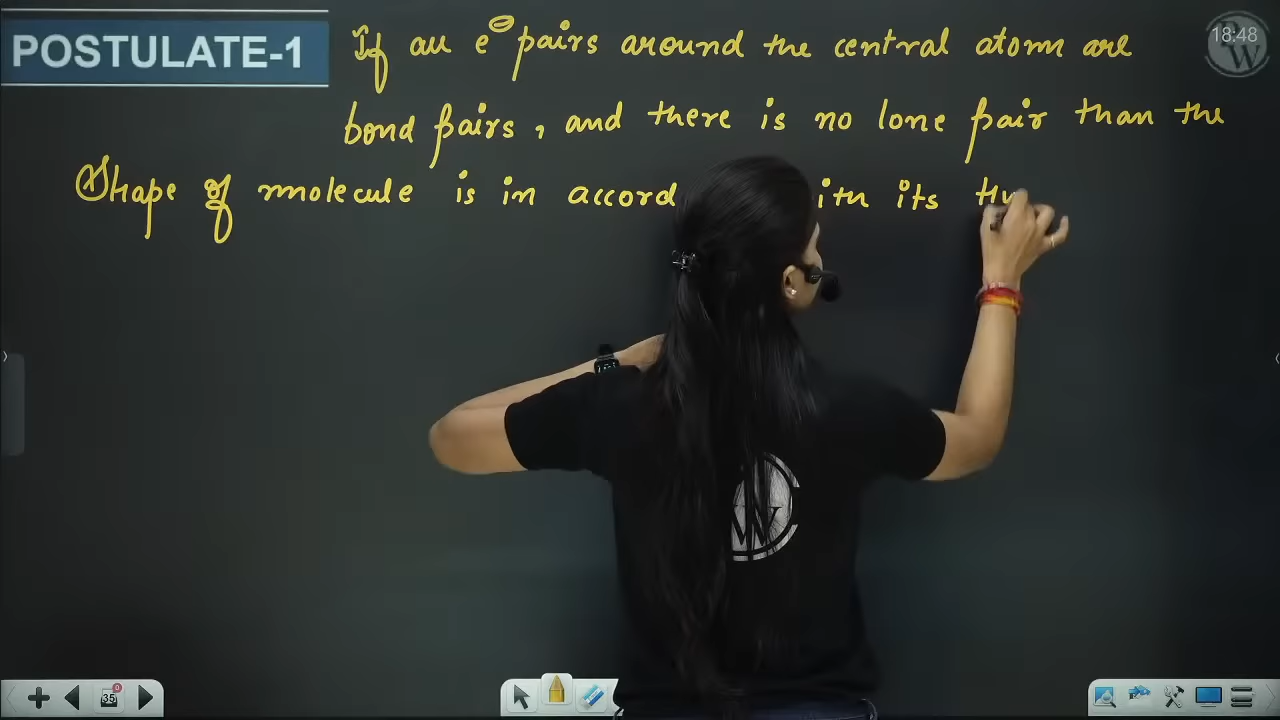 POSTULATE-1
If all e⊖ pairs around the central atom are
bond pairs, and there is no lone pair than the
Shape of molecule is in accord ith its
18:48
35